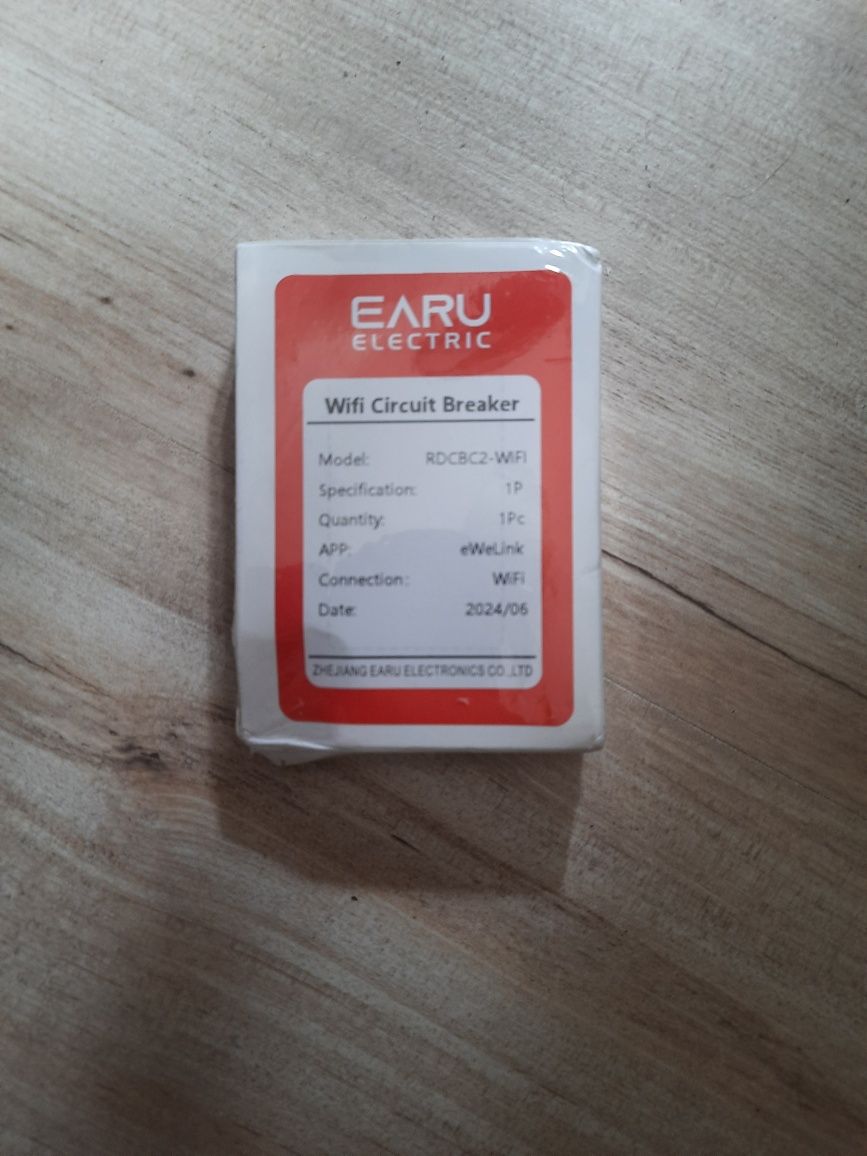 EARU
ELECTRIC
Wifi Circuit Breaker
Model: RDCBC2-WIFI
Specification: 1P
Quantity: 1Pc
APP: eWeLink
Connection: WiFi
Date: 2024/06
ZHEJIANG EARU ELECTRONICS CO.,LTD